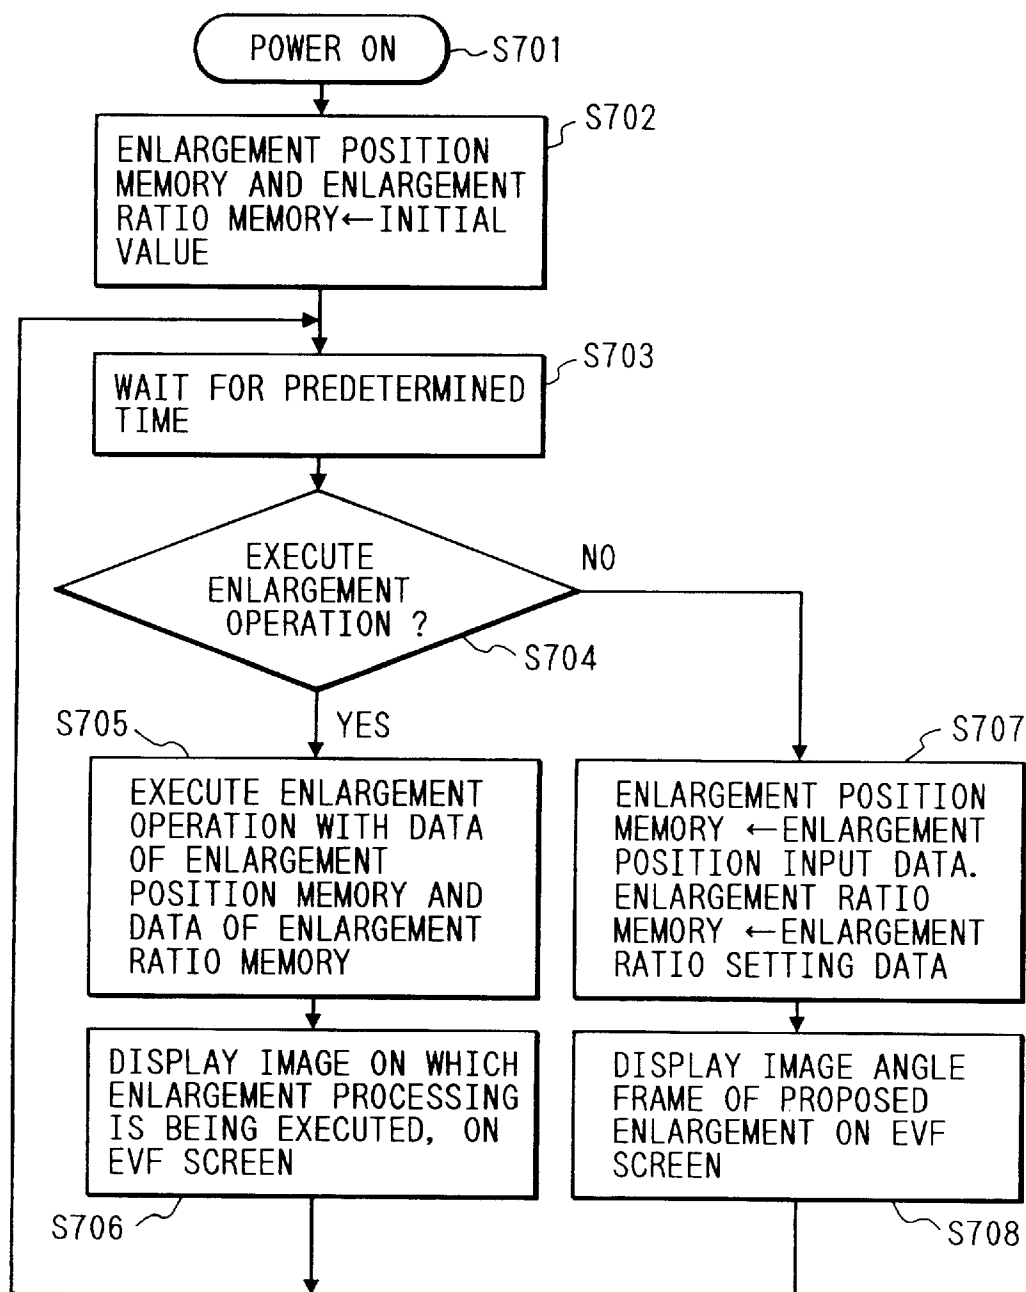 POWER ON
S701
S702
ENLARGEMENT POSITION
MEMORY AND ENLARGEMENT
RATIO MEMORY←INITIAL
VALUE
S703
WAIT FOR PREDETERMINED
TIME
EXECUTE
ENLARGEMENT
OPERATION ?
NO
S704
YES
S705
EXECUTE ENLARGEMENT
OPERATION WITH DATA
OF ENLARGEMENT
POSITION MEMORY AND
DATA OF ENLARGEMENT
RATIO MEMORY
S707
ENLARGEMENT POSITION
MEMORY ←ENLARGEMENT
POSITION INPUT DATA.
ENLARGEMENT RATIO
MEMORY ←ENLARGEMENT
RATIO SETTING DATA
DISPLAY IMAGE ON WHICH
ENLARGEMENT PROCESSING
IS BEING EXECUTED, ON
EVF SCREEN
S706
DISPLAY IMAGE ANGLE
FRAME OF PROPOSED
ENLARGEMENT ON EVF
SCREEN
S708